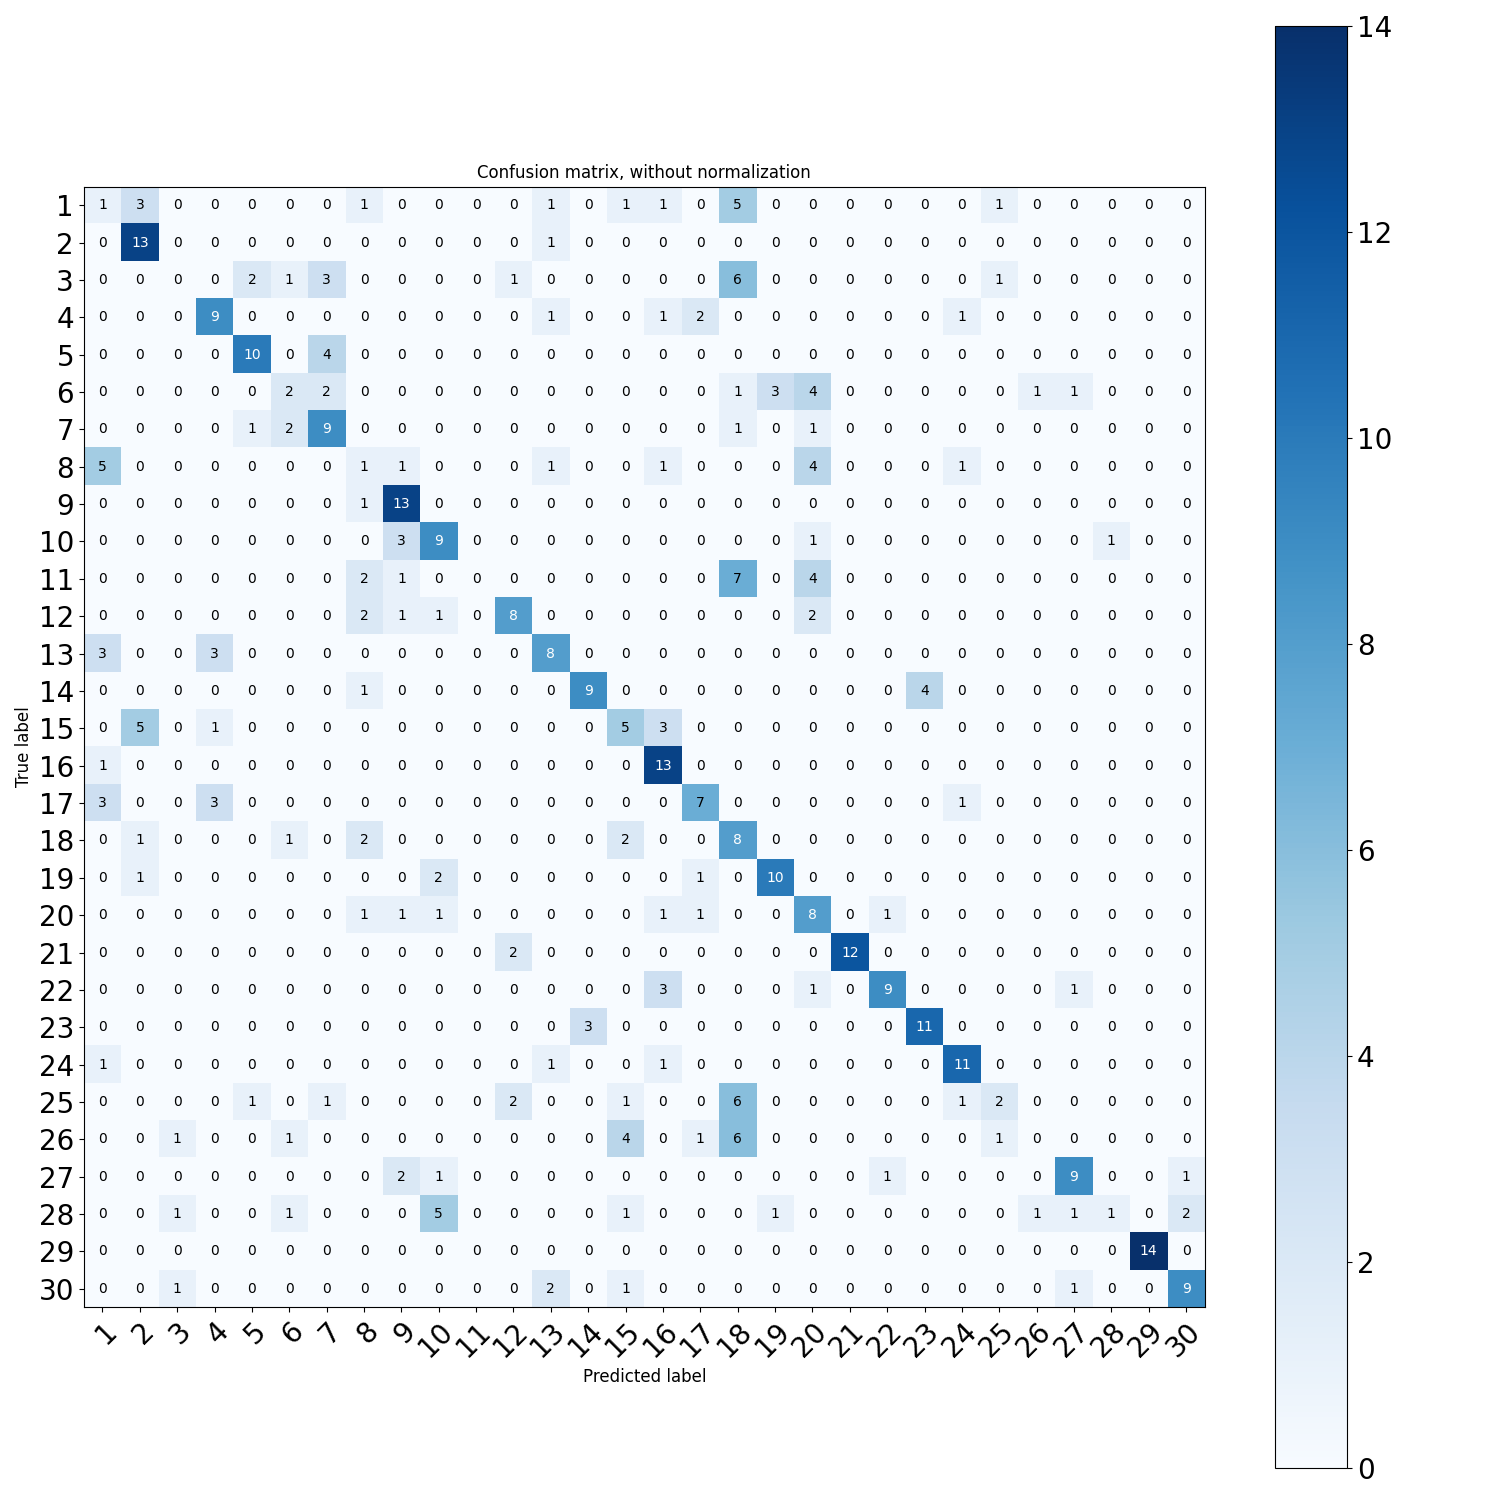 Confusion matrix, without normalization
1 1 3 0 0 0 0 0 1 0 0 0 0 1 0 1 1 0 5 0 0 0 0 0 0 1 0 0 0 0 0
2 0 13 0 0 0 0 0 0 0 0 0 0 1 0 0 0 0 0 0 0 0 0 0 0 0 0 0 0 0 0
3 0 0 0 0 2 1 3 0 0 0 0 1 0 0 0 0 0 6 0 0 0 0 0 0 1 0 0 0 0 0
4 0 0 0 9 0 0 0 0 0 0 0 0 1 0 0 1 2 0 0 0 0 0 0 1 0 0 0 0 0 0
5 0 0 0 0 10 0 4 0 0 0 0 0 0 0 0 0 0 0 0 0 0 0 0 0 0 0 0 0 0 0
6 0 0 0 0 0 2 2 0 0 0 0 0 0 0 0 0 0 1 3 4 0 0 0 0 0 1 1 0 0 0
7 0 0 0 0 1 2 9 0 0 0 0 0 0 0 0 0 0 1 0 1 0 0 0 0 0 0 0 0 0 0
8 5 0 0 0 0 0 0 1 1 0 0 0 1 0 0 1 0 0 0 4 0 0 0 1 0 0 0 0 0 0
9 0 0 0 0 0 0 0 1 13 0 0 0 0 0 0 0 0 0 0 0 0 0 0 0 0 0 0 0 0 0
10 0 0 0 0 0 0 0 0 3 9 0 0 0 0 0 0 0 0 0 1 0 0 0 0 0 0 0 1 0 0
11 0 0 0 0 0 0 0 2 1 0 0 0 0 0 0 0 0 7 0 4 0 0 0 0 0 0 0 0 0 0
12 0 0 0 0 0 0 0 2 1 1 0 8 0 0 0 0 0 0 0 2 0 0 0 0 0 0 0 0 0 0
13 3 0 0 3 0 0 0 0 0 0 0 0 8 0 0 0 0 0 0 0 0 0 0 0 0 0 0 0 0 0
14 0 0 0 0 0 0 0 1 0 0 0 0 0 9 0 0 0 0 0 0 0 0 4 0 0 0 0 0 0 0
15 0 5 0 1 0 0 0 0 0 0 0 0 0 0 5 3 0 0 0 0 0 0 0 0 0 0 0 0 0 0
16 1 0 0 0 0 0 0 0 0 0 0 0 0 0 0 13 0 0 0 0 0 0 0 0 0 0 0 0 0 0
17 3 0 0 3 0 0 0 0 0 0 0 0 0 0 0 0 7 0 0 0 0 0 0 1 0 0 0 0 0 0
18 0 1 0 0 0 1 0 2 0 0 0 0 0 0 2 0 0 8 0 0 0 0 0 0 0 0 0 0 0 0
19 0 1 0 0 0 0 0 0 0 2 0 0 0 0 0 0 1 0 10 0 0 0 0 0 0 0 0 0 0 0
20 0 0 0 0 0 0 0 1 1 1 0 0 0 0 0 1 1 0 0 8 0 1 0 0 0 0 0 0 0 0
21 0 0 0 0 0 0 0 0 0 0 0 2 0 0 0 0 0 0 0 0 12 0 0 0 0 0 0 0 0 0
22 0 0 0 0 0 0 0 0 0 0 0 0 0 0 0 3 0 0 0 1 0 9 0 0 0 0 1 0 0 0
23 0 0 0 0 0 0 0 0 0 0 0 0 0 3 0 0 0 0 0 0 0 0 11 0 0 0 0 0 0 0
24 1 0 0 0 0 0 0 0 0 0 0 0 1 0 0 1 0 0 0 0 0 0 0 11 0 0 0 0 0 0
25 0 0 0 0 1 0 1 0 0 0 0 2 0 0 1 0 0 6 0 0 0 0 0 1 2 0 0 0 0 0
26 0 0 1 0 0 1 0 0 0 0 0 0 0 0 4 0 1 6 0 0 0 0 0 0 1 0 0 0 0 0
27 0 0 0 0 0 0 0 0 2 1 0 0 0 0 0 0 0 0 0 0 0 1 0 0 0 0 9 0 0 1
28 0 0 1 0 0 1 0 0 0 5 0 0 0 0 1 0 0 0 1 0 0 0 0 0 0 1 1 1 0 2
29 0 0 0 0 0 0 0 0 0 0 0 0 0 0 0 0 0 0 0 0 0 0 0 0 0 0 0 0 14 0
30 0 0 1 0 0 0 0 0 0 0 0 0 2 0 1 0 0 0 0 0 0 0 0 0 0 0 1 0 0 9
1 2 3 4 5 6 7 8 9 10 11 12 13 14 15 16 17 18 19 20 21 22 23 24 25 26 27 28 29 30
Predicted label
True label
14
12
10
8
6
4
2
0